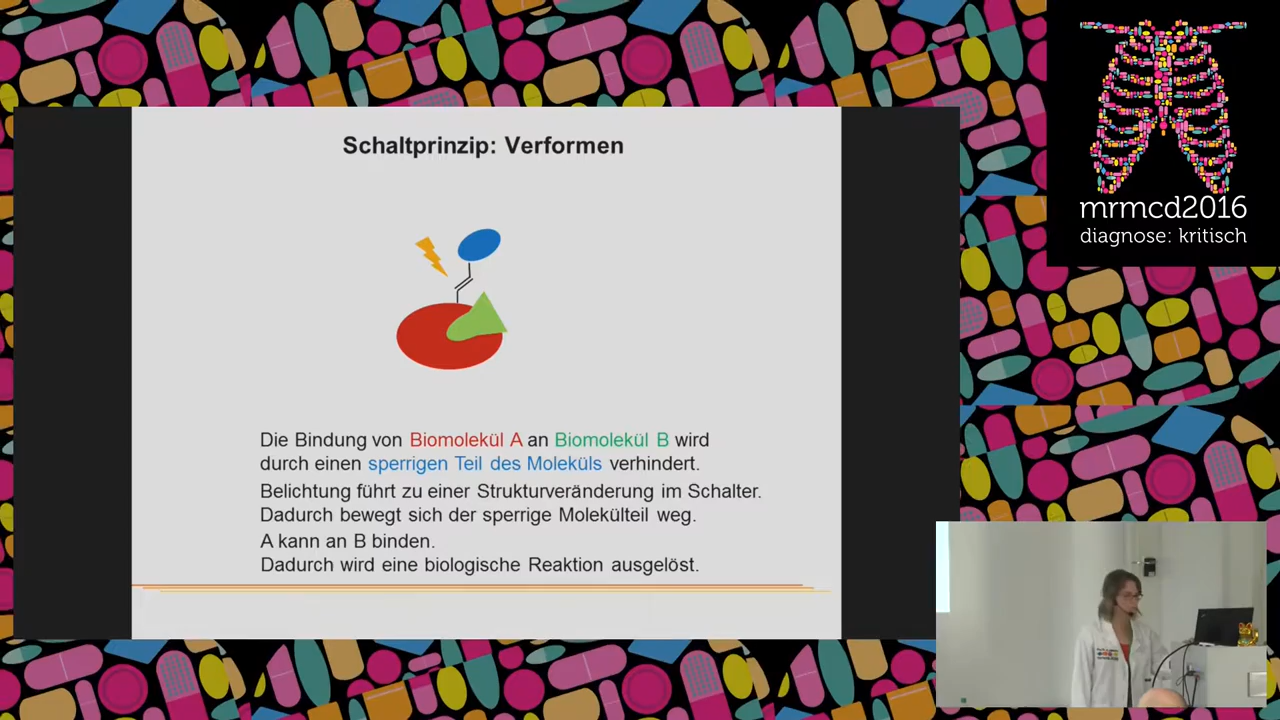 Schaltprinzip: Verformen
Die Bindung von Biomolekül A an Biomolekül B wird
durch einen sperrigen Teil des Moleküls verhindert.
Belichtung führt zu einer Strukturveränderung im Schalter.
Dadurch bewegt sich der sperrige Molekülteil weg.
A kann an B binden.
Dadurch wird eine biologische Reaktion ausgelöst.
mrmcd2016
diagnose: kritisch